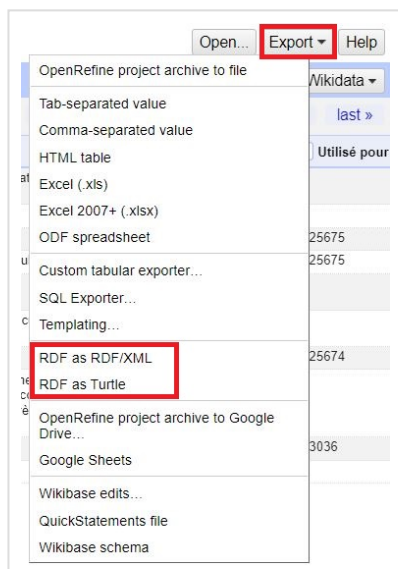 Open... Export Help
OpenRefine project archive to file
Wikidata
Tab-separated value
last »
Comma-separated value
HTML table
Utilisé pour
Excel (.xls)
Excel 2007+ (.xlsx)
ODF spreadsheet
25675
25675
Custom tabular exporter...
SQL Exporter...
Templating...
RDF as RDF/XML
25674
RDF as Turtle
OpenRefine project archive to Google
Drive...
3036
Google Sheets
Wikibase edits...
QuickStatements file
Wikibase schema